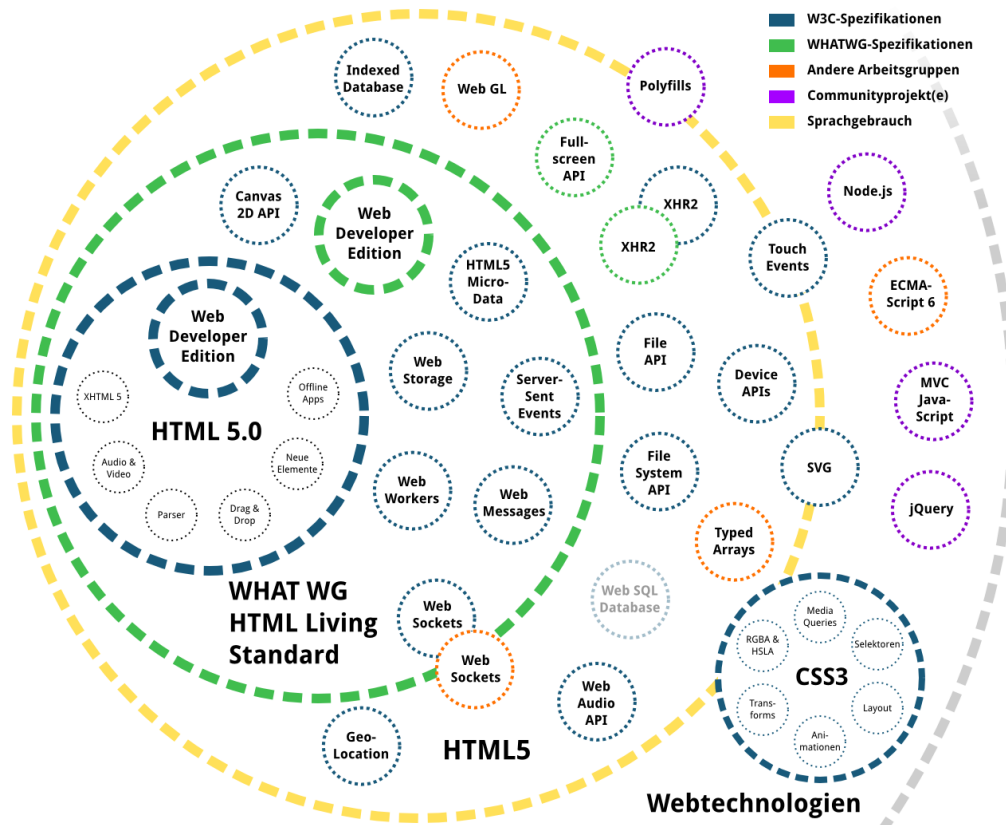 W3C-Spezifikationen
WHATWG-Spezifikationen
Andere Arbeitsgruppen
Communityprojekt(e)
Sprachgebrauch
Indexed
Database
Web GL
Polyfills
Full-
screen
API
Canvas
2D API
Web
Developer
Edition
XHR2
XHR2
Node.js
Touch
Events
HTML5
Micro-
Data
ECMA-
Script 6
Web
Developer
Edition
File
API
Web
Storage
Server-
Sent
Events
Device
APIs
MVC
Java-
Script
XHTML 5
Offline
Apps
HTML 5.0
Audio &
Video
Neue
Elemente
Parser
Drag &
Drop
Web
Workers
Web
Messages
File
System
API
SVG
jQuery
Typed
Arrays
WHAT WG
HTML Living
Standard
Web
Sockets
Web
Sockets
Web SQL
Database
Media
Queries
RGBA &
HSLA
Selektoren
CSS3
Trans-
forms
Layout
Ani-
mationen
Web
Audio
API
Geo-
Location
HTML5
Webtechnologien